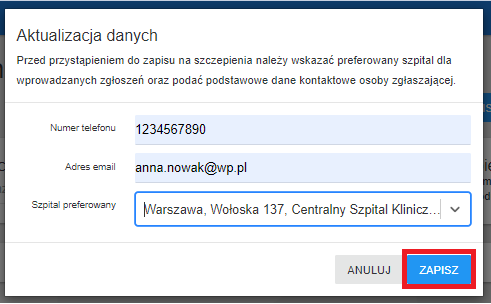 Aktualizacja danych
Przed przystąpieniem do zapisu na szczepienia należy wskazać preferowany szpital dla
wprowadzanych zgłoszeń oraz podać podstawowe dane kontaktowe osoby zgłaszającej.
Numer telefonu 1234567890
Adres email anna.nowak@wp.pl
Szpital preferowany Warszawa, Wołoska 137, Centralny Szpital Klinicz...
ANULUJ ZAPISZ